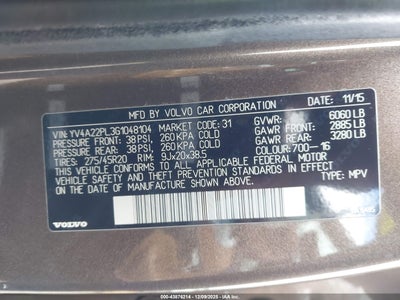 MFD BY VOLVO CAR CORPORATION 11/15
VIN: YV4A22PL3G1048104 MARKET CODE: 31 GVWR: 6060 LB
PRESSURE FRONT: 38 PSI, 260 KPA COLD GAWR FRONT: 2885 LB
PRESSURE REAR: 38 PSI, 260 KPA COLD GAWR REAR: 3280 LB
TIRES: 275/45R20 RIM: 9JX20X38.5 COLOUR: 700-16
THIS VEHICLE CONFORMS TO ALL APPLICABLE FEDERAL MOTOR
VEHICLE SAFETY AND THEFT PREVENTION STANDARDS IN EFFECT
ON THE DATE OF MANUFACTURE SHOWN ABOVE. TYPE: MPV
VOLVO
000-43876214 - 12/09/2025 - IAA Inc.